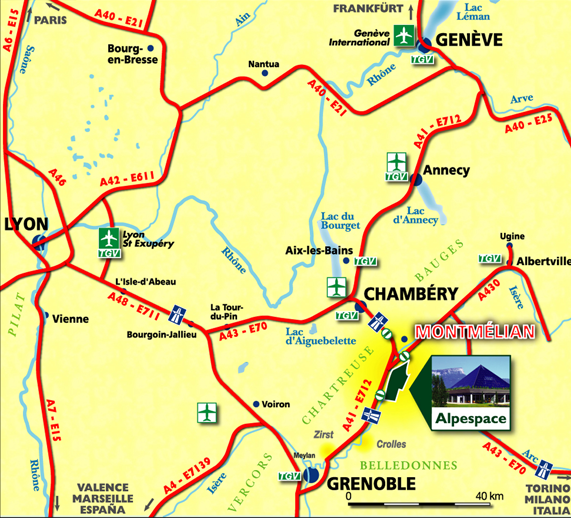 A6 - E15
PARIS
A40 - E21
Ain
FRANKFÜRT
Lac
Léman
Saône
Bourg-
en-Bresse
Genève
International
GENÈVE
TGV
Nantua
Rhône
A40 - E21
Arve
A40 - E25
A41 - E712
A46
A42 - E611
TGV
Annecy
Lac
d'Annecy
LYON
Lyon
St Exupéry
TGV
Lac du
Bourget
Rhône
Aix-les-Bains
TGV
BAUGES
Ugine
TGV
Albertville
L'Isle-d'Abeau
CHAMBÉRY
TGV
A430
Isère
PILAT
A48 - E711
Vienne
La Tour-
du-Pin
Bourgoin-Jallieu
A43 - E70
Lac
d'Aiguebelette
MONTMÉLIAN
CHARTREUSE
Alpespace
A41 - E712
A7 - E15
Voiron
Zirst
Crolles
Meylan
Rhône
A4 - E7139
Isère
VERCORS
TGV
GRENOBLE
BELLEDONNES
A43 - E70
Arc
VALENCE
MARSEILLE
ESPAÑA
0
40 km
TORINO
MILANO
ITALIA